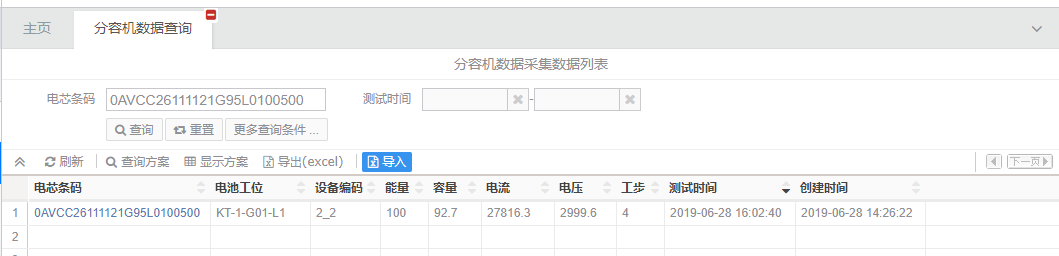 主页 分容机数据查询
分容机数据采集数据列表
电芯条码 0AVCC26111121G95L0100500 测试时间 -
查询 重置 更多查询条件 ...
刷新 查询方案 显示方案 导出(excel) 导入 下一页
电芯条码 电池工位 设备编码 能量 容量 电流 电压 工步 测试时间 创建时间
1 0AVCC26111121G95L0100500 KT-1-G01-L1 2_2 100 92.7 27816.3 2999.6 4 2019-06-28 16:02:40 2019-06-28 14:26:22
2